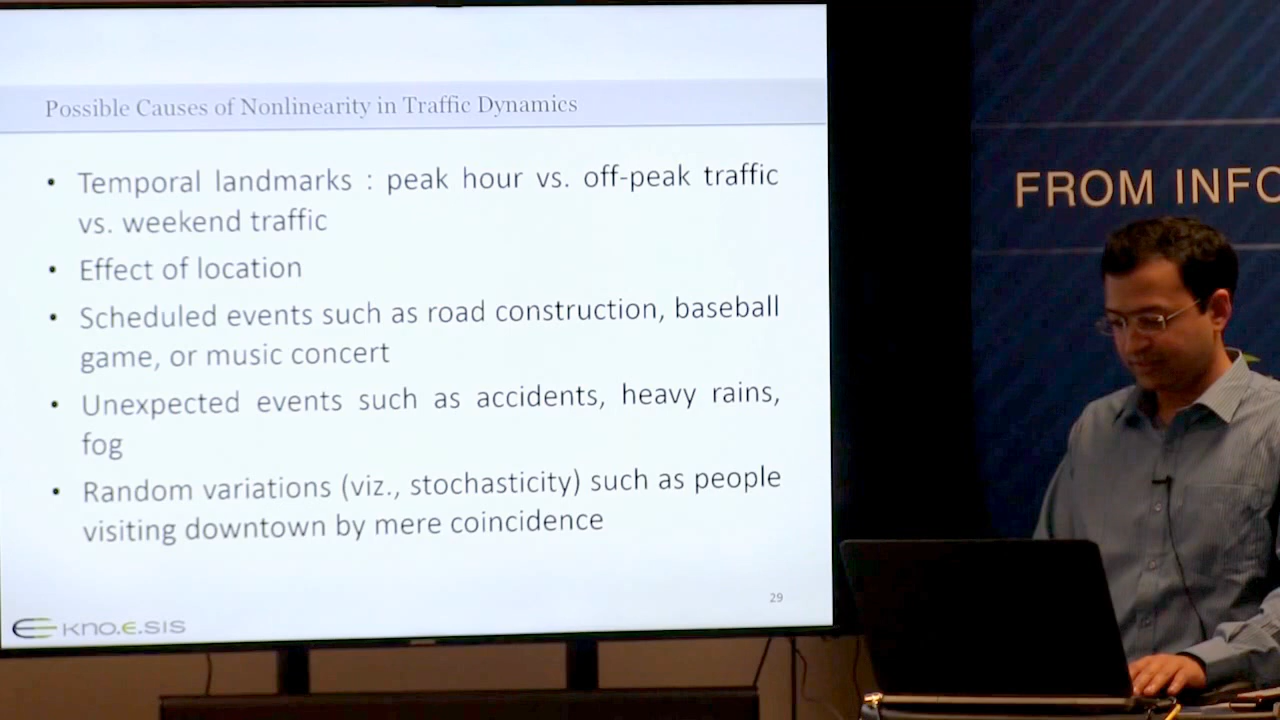 Possible Causes of Nonlinearity in Traffic Dynamics
• Temporal landmarks : peak hour vs. off-peak traffic
vs. weekend traffic
• Effect of location
• Scheduled events such as road construction, baseball
game, or music concert
• Unexpected events such as accidents, heavy rains,
fog
• Random variations (viz., stochasticity) such as people
visiting downtown by mere coincidence
29
kno.e.sis
FROM INFO